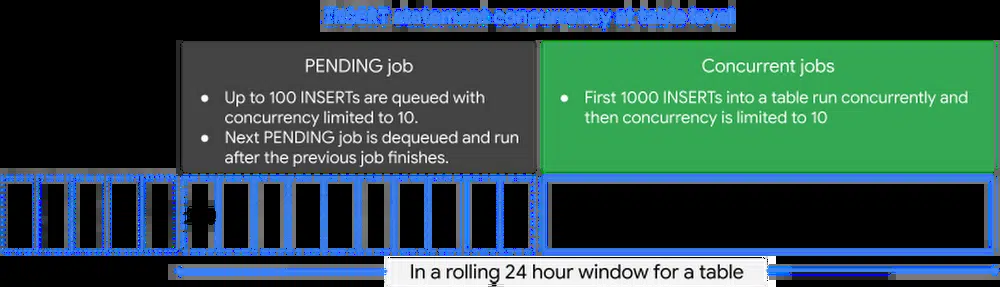 INSERT statement concurrency at table level
PENDING job
Concurrent jobs
● Up to 100 INSERTs are queued with
concurrency limited to 10.
● Next PENDING job is dequeued and run
after the previous job finishes.
● First 1000 INSERTs into a table run concurrently and
then concurrency is limited to 10
In a rolling 24 hour window for a table